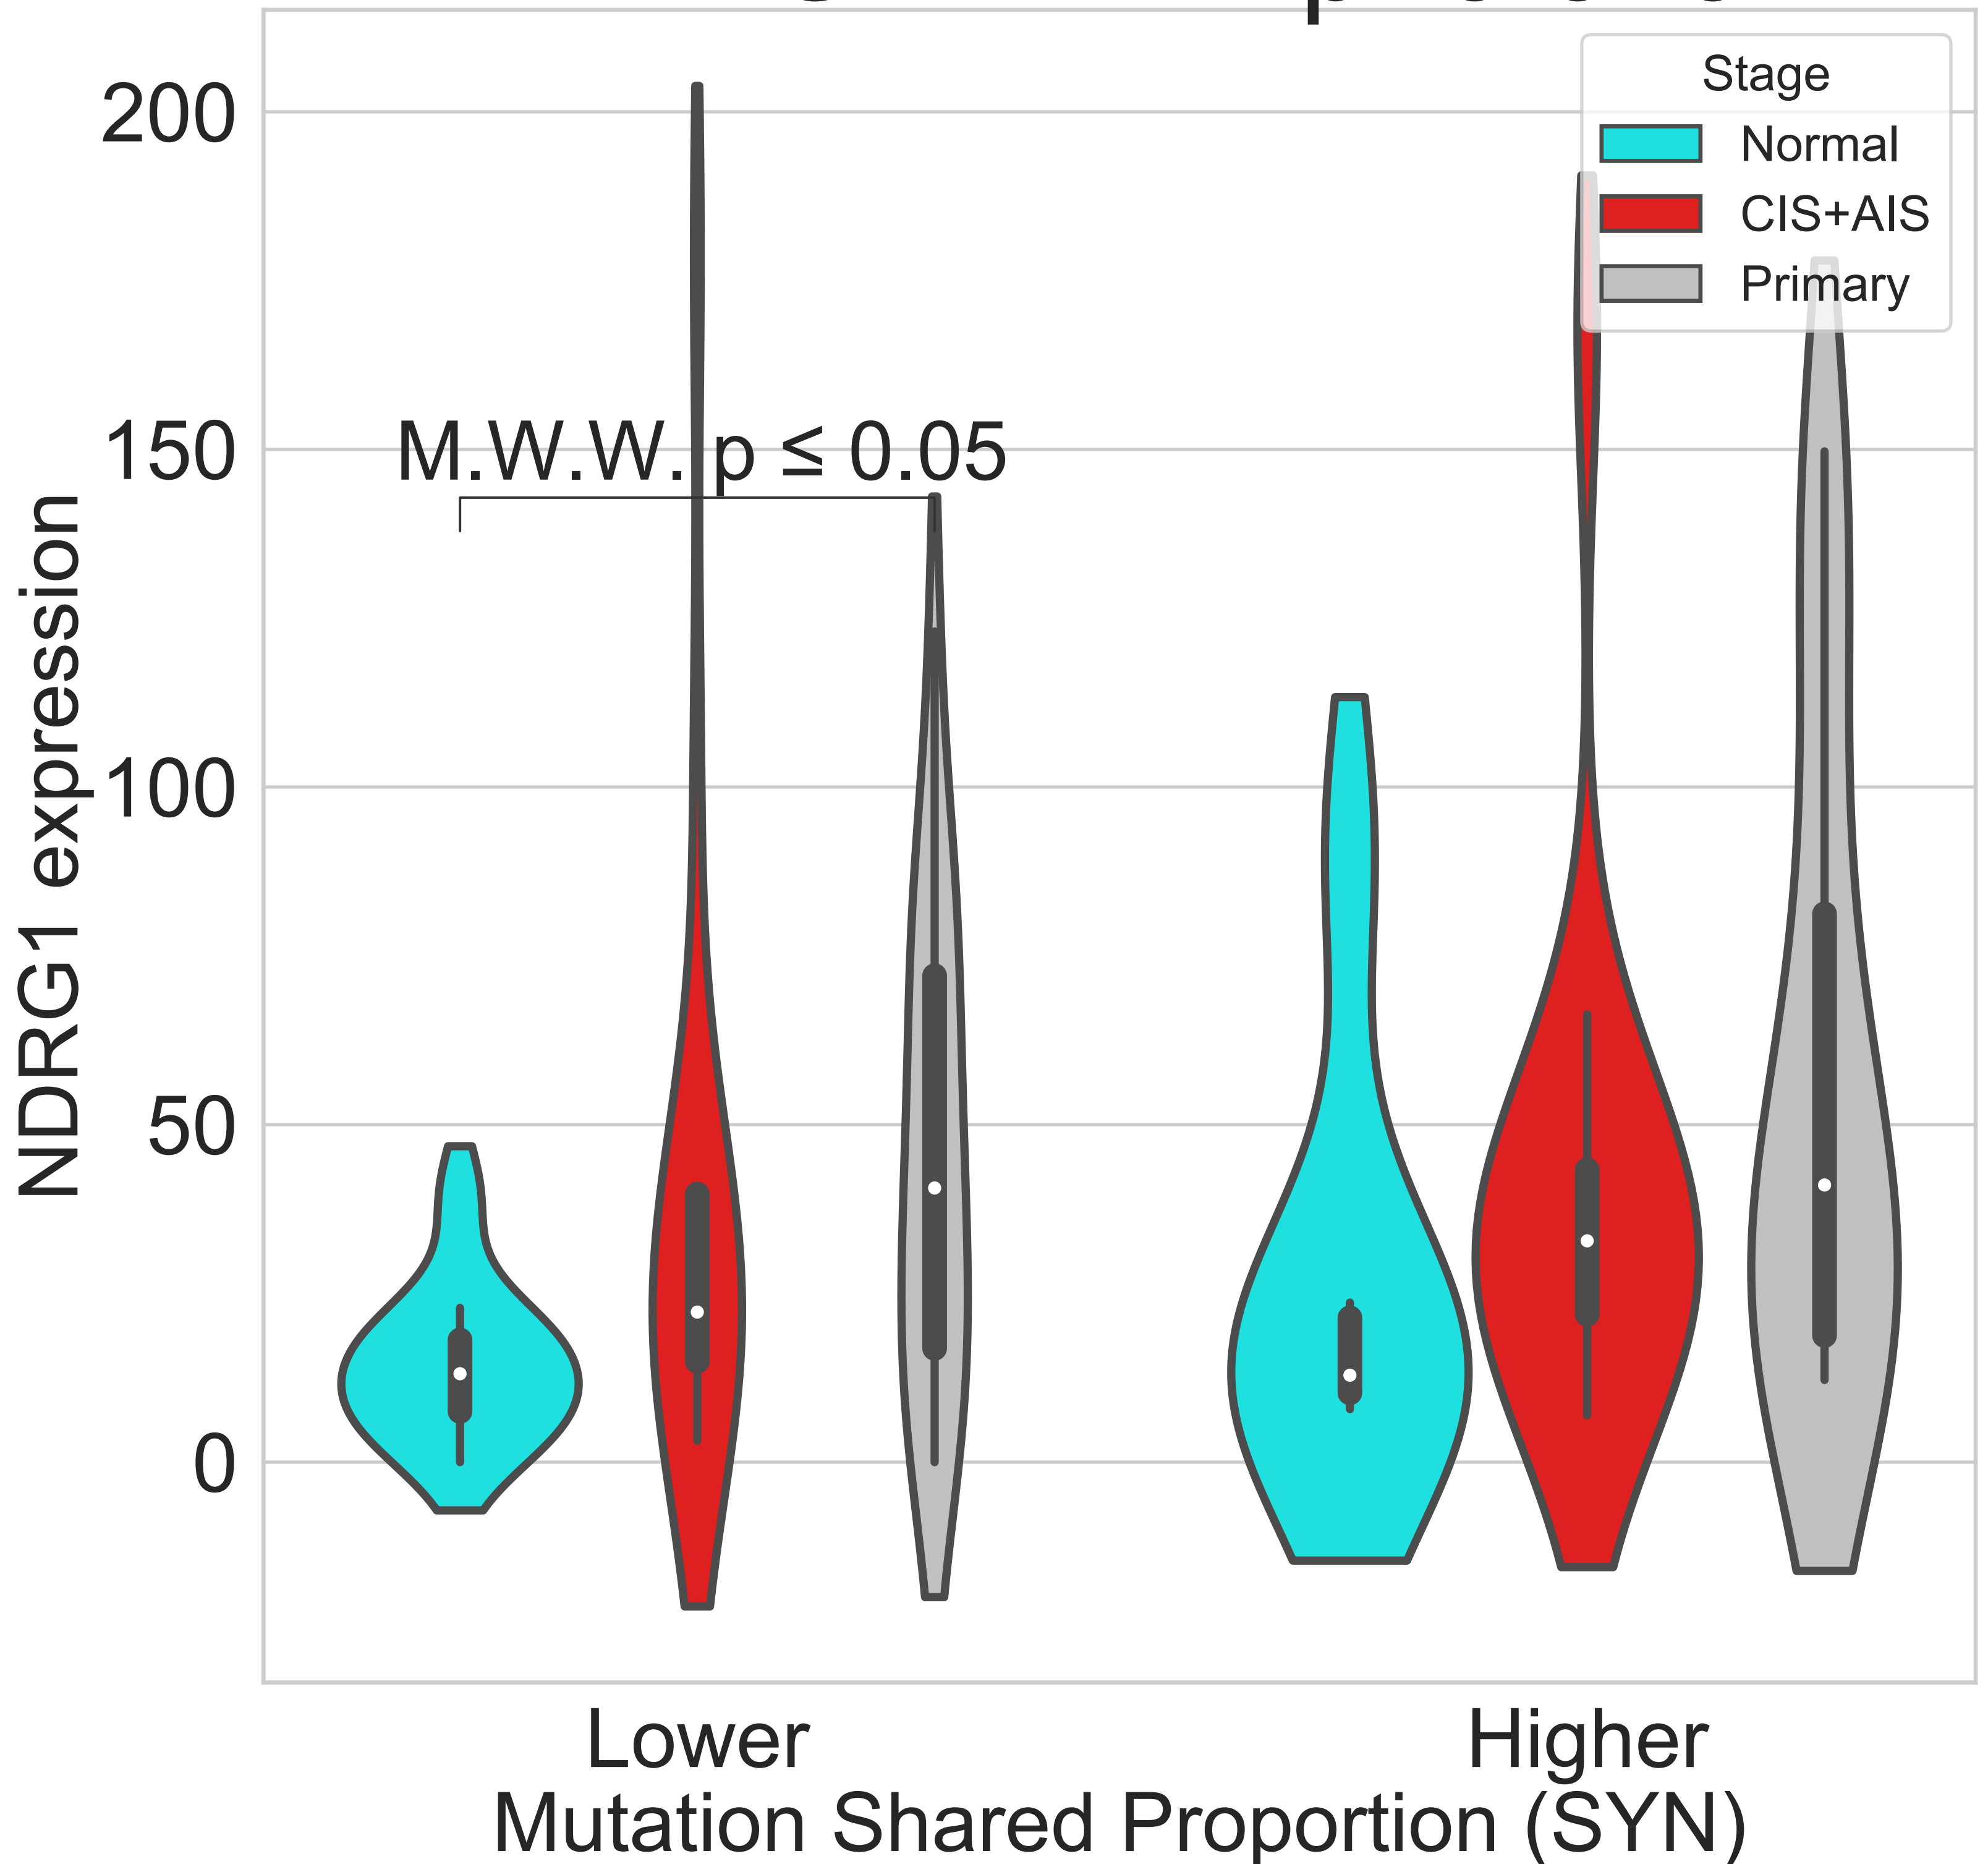 Stage
200
Normal
CIS+AIS
Primary
M.W.W. p ≤ 0.05
150
100
50
0
NDRG1 expression
Lower
Higher
Mutation Shared Proportion (SYN)